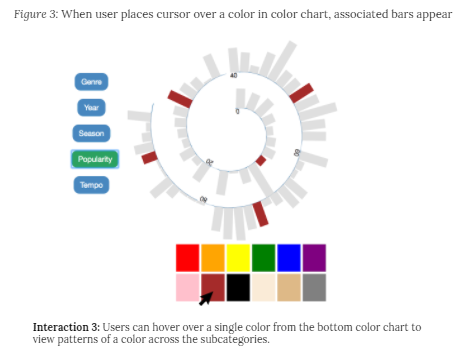 Figure 3: When user places cursor over a color in color chart, associated bars appear
Genre
Year
Season
Popularity
Tempo
40
0
20
60
80
Interaction 3: Users can hover over a single color from the bottom color chart to
view patterns of a color across the subcategories.